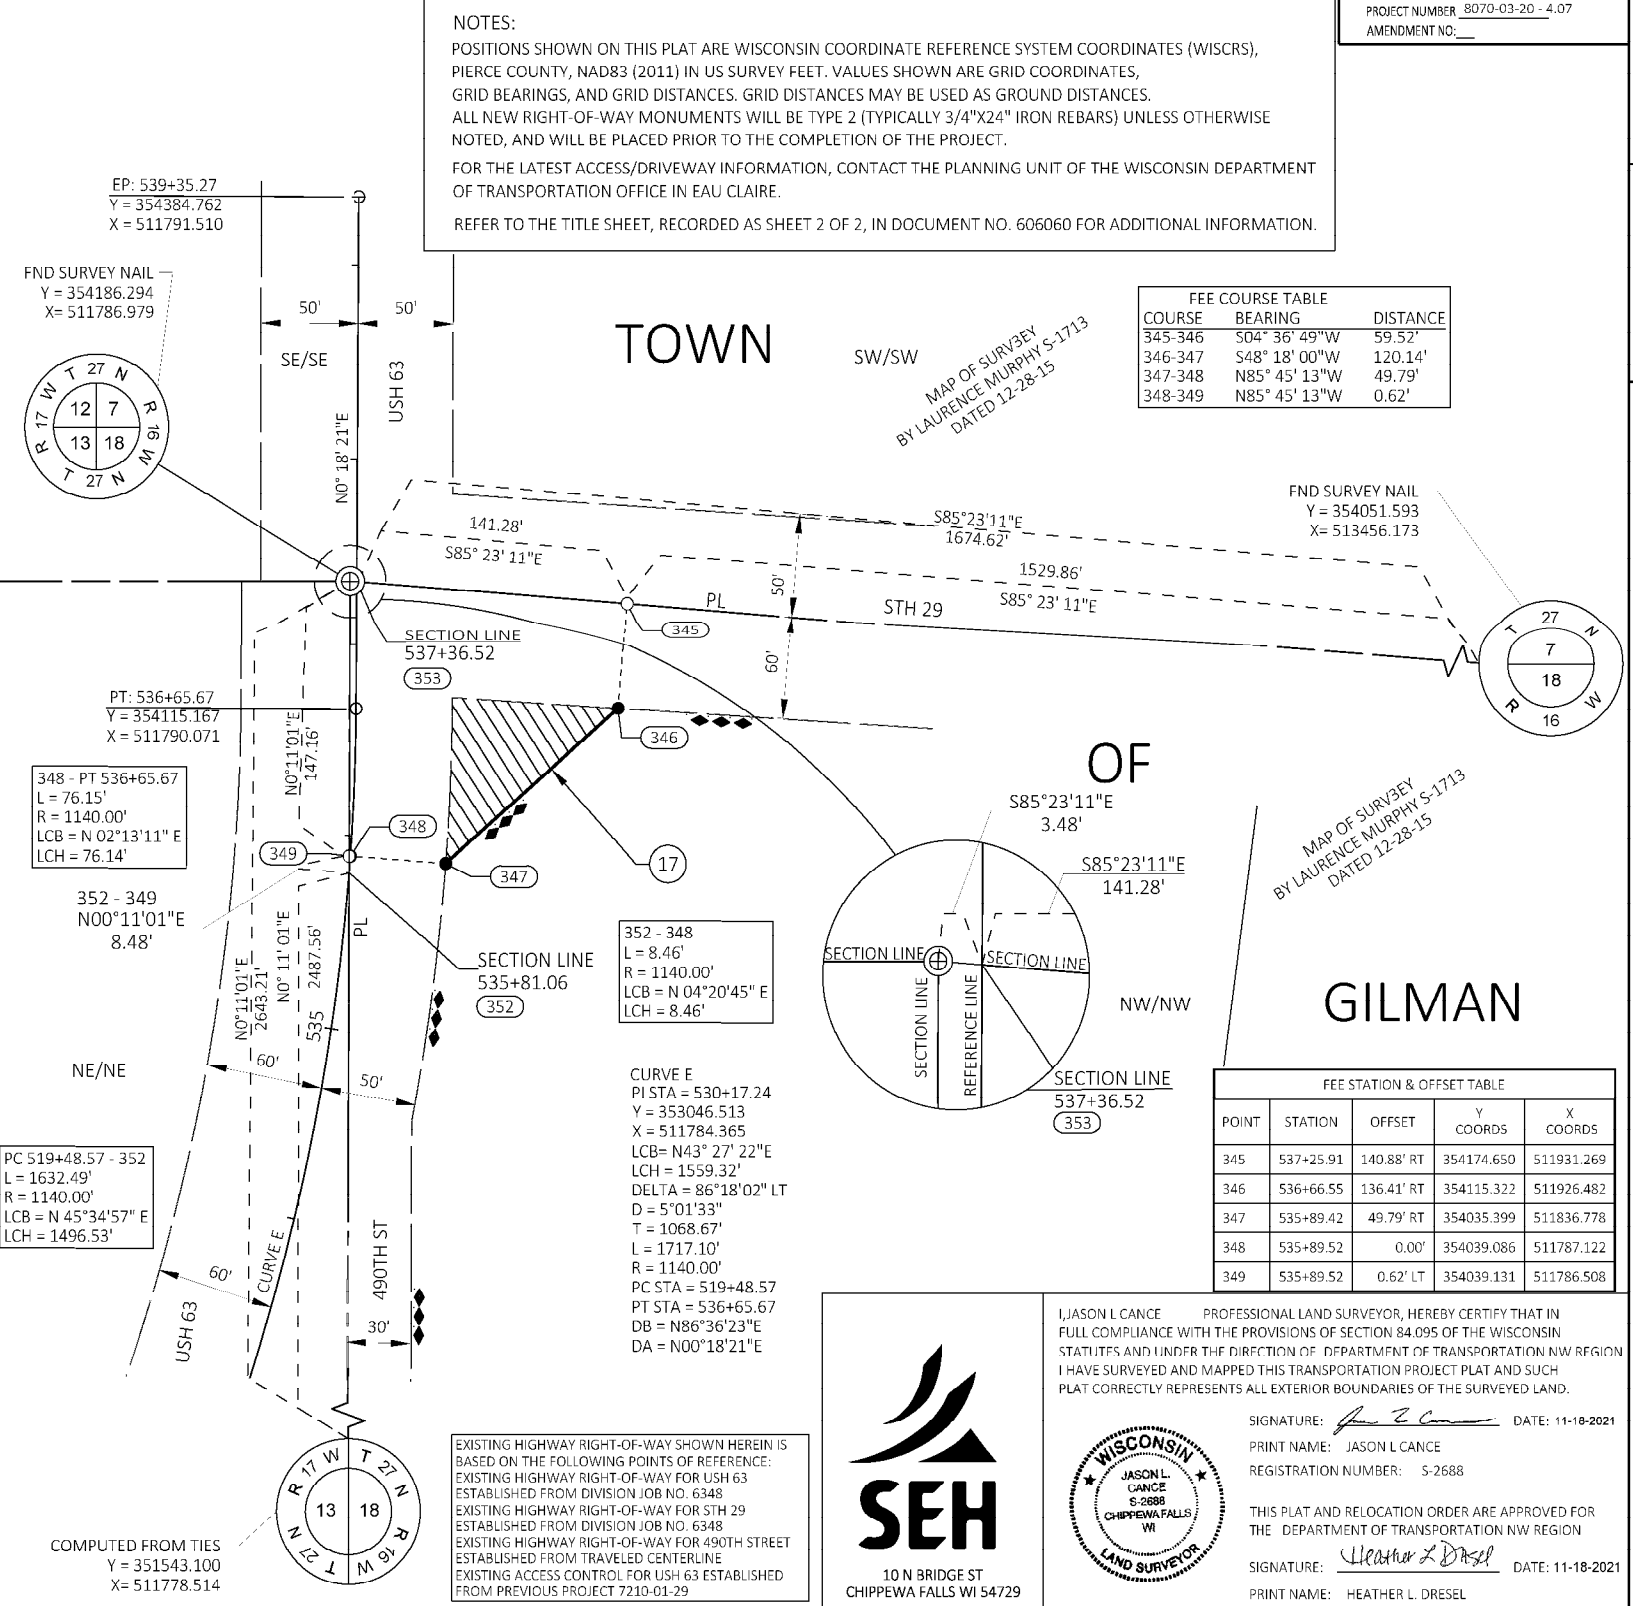 PROJECT NUMBER 8070-03-20 - 4.07
AMENDMENT NO:
NOTES:
POSITIONS SHOWN ON THIS PLAT ARE WISCONSIN COORDINATE REFERENCE SYSTEM COORDINATES (WISCRS),
PIERCE COUNTY, NAD83 (2011) IN US SURVEY FEET. VALUES SHOWN ARE GRID COORDINATES,
GRID BEARINGS, AND GRID DISTANCES. GRID DISTANCES MAY BE USED AS GROUND DISTANCES.
ALL NEW RIGHT-OF-WAY MONUMENTS WILL BE TYPE 2 (TYPICALLY 3/4"X24" IRON REBARS) UNLESS OTHERWISE
NOTED, AND WILL BE PLACED PRIOR TO THE COMPLETION OF THE PROJECT.
FOR THE LATEST ACCESS/DRIVEWAY INFORMATION, CONTACT THE PLANNING UNIT OF THE WISCONSIN DEPARTMENT
OF TRANSPORTATION OFFICE IN EAU CLAIRE.
REFER TO THE TITLE SHEET, RECORDED AS SHEET 2 OF 2, IN DOCUMENT NO. 606060 FOR ADDITIONAL INFORMATION.
EP: 539+35.27
Y = 354384.762
X = 511791.510
FND SURVEY NAIL
Y = 354186.294
X= 511786.979
50'
50'
SE/SE
USH 63
N0° 18' 21"E
T 27 N
R 17 W
R 16 W
12 7
13 18
T 27 N
TOWN
SW/SW
MAP OF SURV3EY
BY LAURENCE MURPHY S-1713
DATED 12-28-15
FEE COURSE TABLE
COURSE BEARING DISTANCE
345-346 S04° 36' 49"W 59.52'
346-347 S48° 18' 00"W 120.14'
347-348 N85° 45' 13"W 49.79'
348-349 N85° 45' 13"W 0.62'
FND SURVEY NAIL
Y = 354051.593
X= 513456.173
141.28'
S85° 23' 11"E
S85°23'11"E
1674.62'
50'
1529.86'
S85° 23' 11"E
PL
STH 29
345
60'
27
T N
7
18
R W
16
SECTION LINE
537+36.52
353
PT: 536+65.67
Y = 354115.167
X = 511790.071
N0°11'01"E
147.16'
346
348 - PT 536+65.67
L = 76.15'
R = 1140.00'
LCB = N 02°13'11" E
LCH = 76.14'
348
349
347
17
OF
MAP OF SURV3EY
BY LAURENCE MURPHY S-1713
DATED 12-28-15
S85°23'11"E
3.48'
S85°23'11"E
141.28'
352 - 349
N00°11'01"E
8.48'
PL
N0°11'01"E
2643.21'
N0° 11' 01"E
2487.56'
535
SECTION LINE
535+81.06
352
352 - 348
L = 8.46'
R = 1140.00'
LCB = N 04°20'45" E
LCH = 8.46'
SECTION LINE
SECTION LINE
SECTION LINE
REFERENCE LINE
SECTION LINE
537+36.52
353
NW/NW
GILMAN
NE/NE
60'
50'
CURVE E
PI STA = 530+17.24
Y = 353046.513
X = 511784.365
LCB= N43° 27' 22"E
LCH = 1559.32'
DELTA = 86°18'02" LT
D = 5°01'33"
T = 1068.67'
L = 1717.10'
R = 1140.00'
PC STA = 519+48.57
PT STA = 536+65.67
DB = N86°36'23"E
DA = N00°18'21"E
FEE STATION & OFFSET TABLE
POINT STATION OFFSET Y COORDS X COORDS
345 537+25.91 140.88' RT 354174.650 511931.269
346 536+66.55 136.41' RT 354115.322 511926.482
347 535+89.42 49.79' RT 354035.399 511836.778
348 535+89.52 0.00' 354039.086 511787.122
349 535+89.52 0.62' LT 354039.131 511786.508
PC 519+48.57 - 352
L = 1632.49'
R = 1140.00'
LCB = N 45°34'57" E
LCH = 1496.53'
60'
CURVE E
490TH ST
USH 63
30'
R 17 W
T 27 N
13 18
T 27 N
R 16 W
COMPUTED FROM TIES
Y = 351543.100
X= 511778.514
EXISTING HIGHWAY RIGHT-OF-WAY SHOWN HEREIN IS
BASED ON THE FOLLOWING POINTS OF REFERENCE:
EXISTING HIGHWAY RIGHT-OF-WAY FOR USH 63
ESTABLISHED FROM DIVISION JOB NO. 6348
EXISTING HIGHWAY RIGHT-OF-WAY FOR STH 29
ESTABLISHED FROM DIVISION JOB NO. 6348
EXISTING HIGHWAY RIGHT-OF-WAY FOR 490TH STREET
ESTABLISHED FROM TRAVELED CENTERLINE
EXISTING ACCESS CONTROL FOR USH 63 ESTABLISHED
FROM PREVIOUS PROJECT 7210-01-29
SEH
10 N BRIDGE ST
CHIPPEWA FALLS WI 54729
I,JASON L CANCE PROFESSIONAL LAND SURVEYOR, HEREBY CERTIFY THAT IN
FULL COMPLIANCE WITH THE PROVISIONS OF SECTION 84.095 OF THE WISCONSIN
STATUTES AND UNDER THE DIRECTION OF DEPARTMENT OF TRANSPORTATION NW REGION
I HAVE SURVEYED AND MAPPED THIS TRANSPORTATION PROJECT PLAT AND SUCH
PLAT CORRECTLY REPRESENTS ALL EXTERIOR BOUNDARIES OF THE SURVEYED LAND.
SIGNATURE: DATE: 11-18-2021
PRINT NAME: JASON L CANCE
REGISTRATION NUMBER: S-2688
WISCONSIN
JASON L.
CANCE
S-2688
CHIPPEWA FALLS
WI
LAND SURVEYOR
THIS PLAT AND RELOCATION ORDER ARE APPROVED FOR
THE DEPARTMENT OF TRANSPORTATION NW REGION
SIGNATURE: Heather L Dresel DATE: 11-18-2021
PRINT NAME: HEATHER L. DRESEL